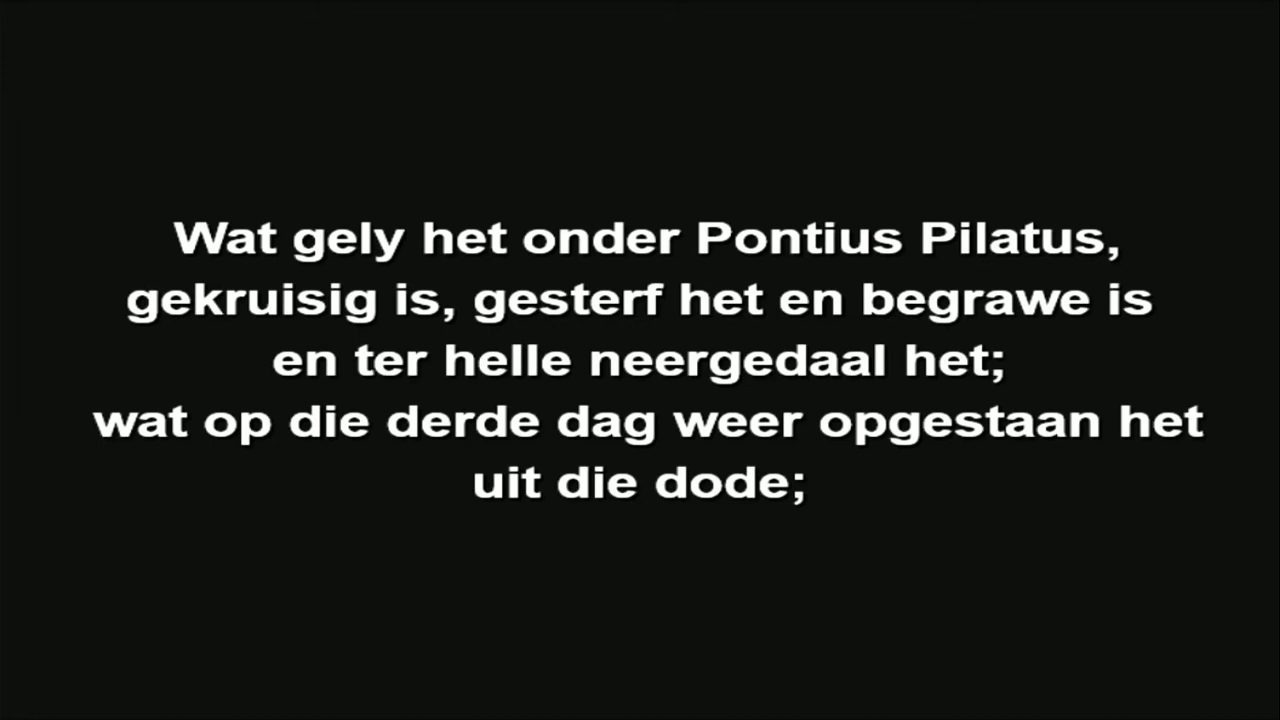 Wat gely het onder Pontius Pilatus,
gekruisig is, gesterf het en begrawe is
en ter helle neergedaal het;
wat op die derde dag weer opgestaan het
uit die dode;